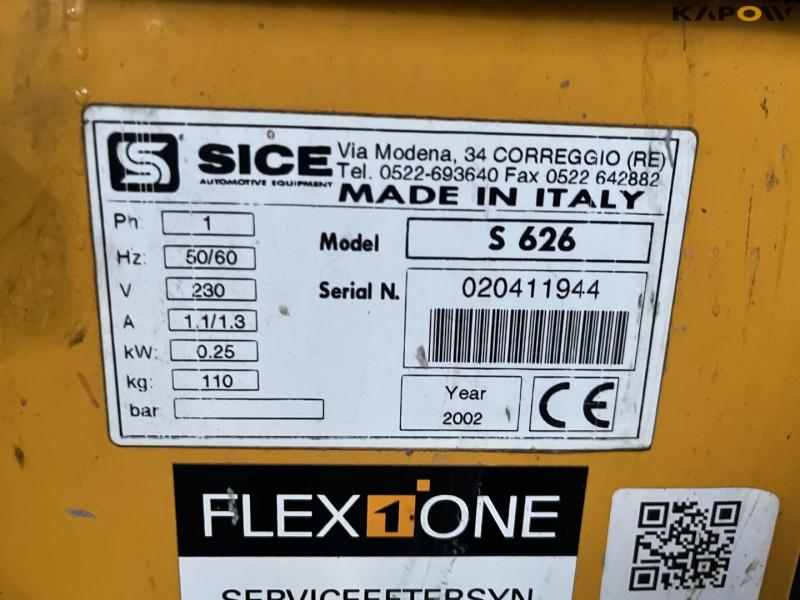 KAPOW
SICE
AUTOMOTIVE EQUIPMENT
Via Modena, 34 CORREGGIO (RE)
Tel. 0522-693640 Fax 0522 642882
MADE IN ITALY
Ph: 1
Hz: 50/60
V 230
A 1,1/1.3
kW: 0.25
kg: 110
bar
Model S 626
Serial N. 020411944
Year
2002
CE
FLEX1ONE
SERVICEEFTERSYN